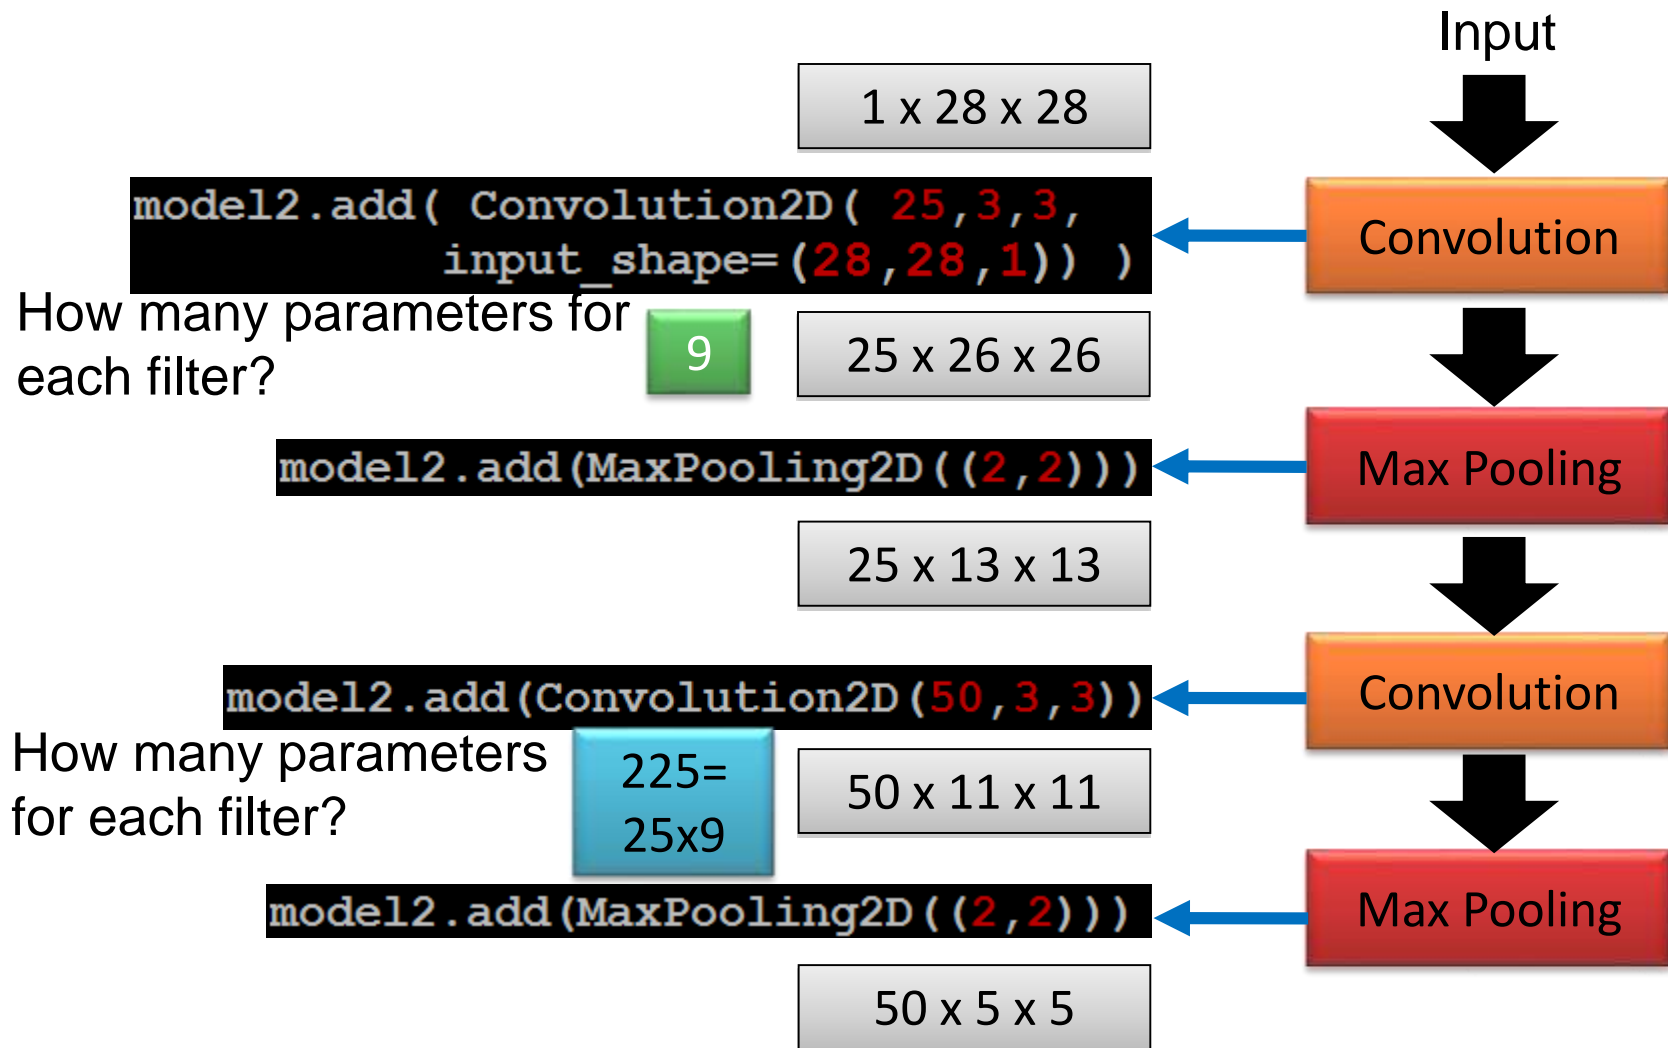 Input
1 x 28 x 28
model2.add( Convolution2D( 25,3,3,
input_shape=(28,28,1)) )
Convolution
How many parameters for
each filter?
9
25 x 26 x 26
model2.add(MaxPooling2D((2,2)))
Max Pooling
25 x 13 x 13
model2.add(Convolution2D(50,3,3))
Convolution
How many parameters
for each filter?
225=
25x9
50 x 11 x 11
model2.add(MaxPooling2D((2,2)))
Max Pooling
50 x 5 x 5